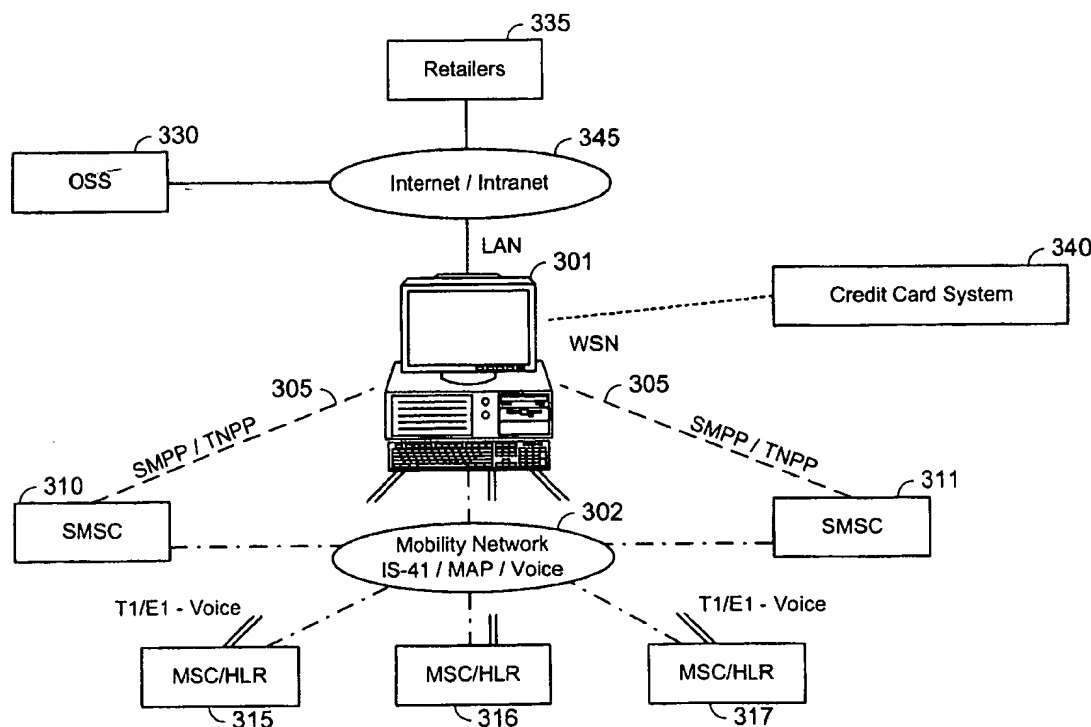 335
Retailers
330
OSS
345
Internet / Intranet
LAN
301
340
Credit Card System
WSN
305
305
SMPP / TNPP
SMPP / TNPP
310
SMSC
311
SMSC
302
Mobility Network
IS-41 / MAP / Voice
T1/E1 - Voice
T1/E1 - Voice
MSC/HLR
MSC/HLR
MSC/HLR
315
316
317